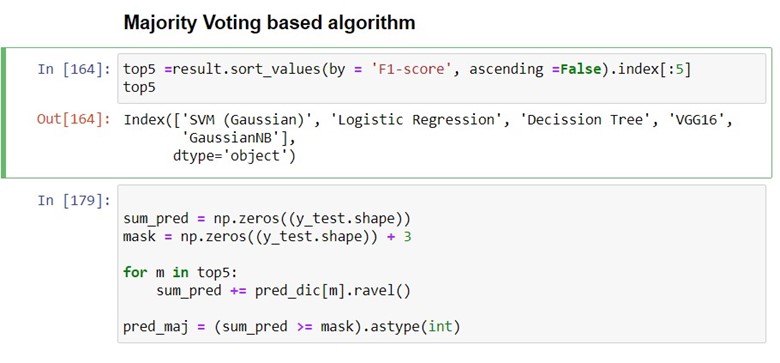 Majority Voting based algorithm
In [164]: top5 =result.sort_values(by = 'F1-score', ascending =False).index[:5]
top5
Out[164]: Index(['SVM (Gaussian)', 'Logistic Regression', 'Decission Tree', 'VGG16',
'GaussianNB'],
dtype='object')
In [179]:
sum_pred = np.zeros((y_test.shape))
mask = np.zeros((y_test.shape)) + 3
for m in top5:
sum_pred += pred_dic[m].ravel()
pred_maj = (sum_pred >= mask).astype(int)